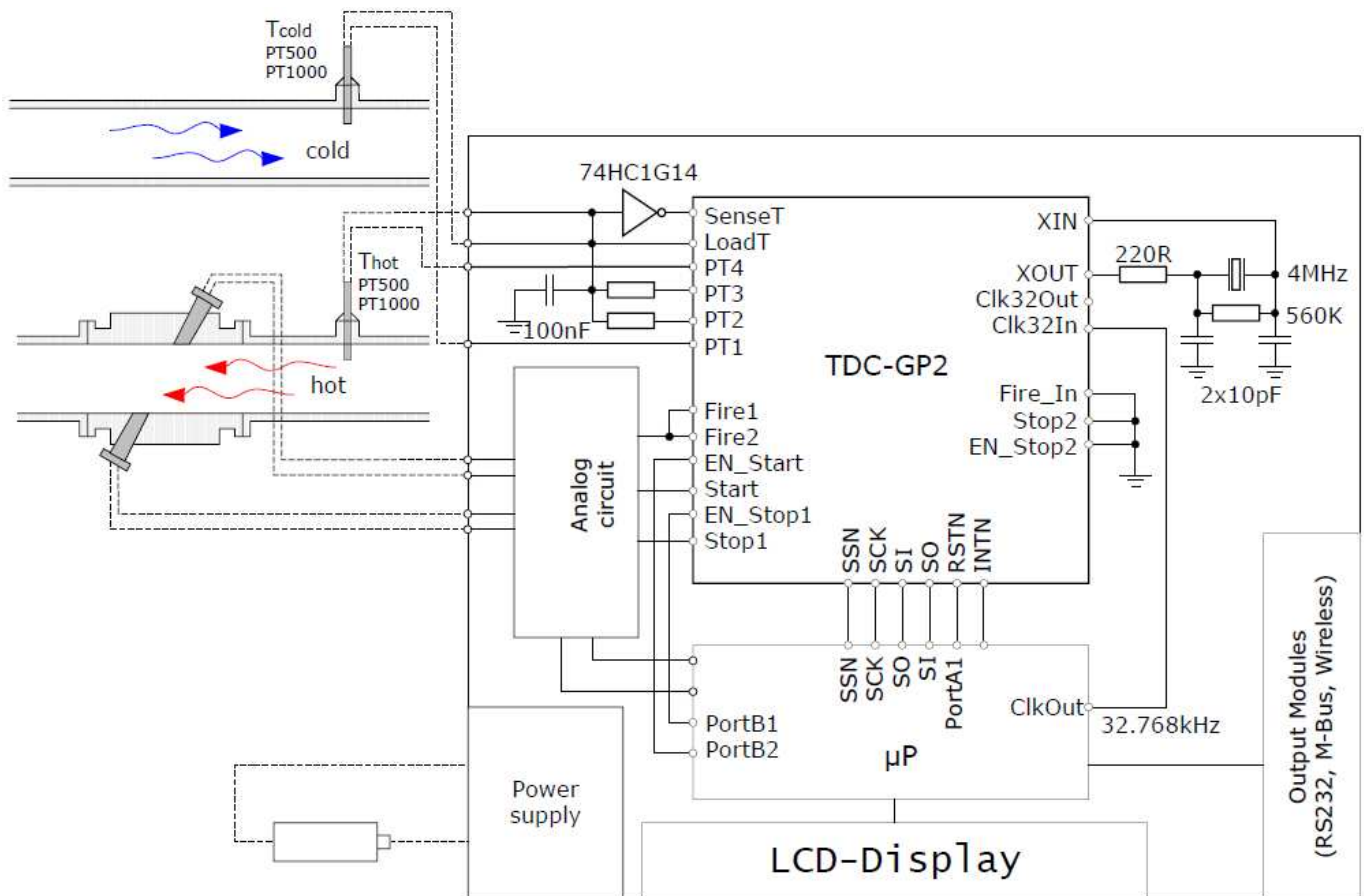 Tcold
PT500
PT1000
cold
Thot
PT500
PT1000
hot
74HC1G14
100nF
SenseT
LoadT
PT4
PT3
PT2
PT1
Fire1
Fire2
EN_Start
Start
EN_Stop1
Stop1
TDC-GP2
XIN
XOUT
Clk32Out
Clk32In
Fire_In
Stop2
EN_Stop2
220R
4MHz
560K
2x10pF
Analog
circuit
SSN
SCK
SI
SO
RSTN
INTN
SSN
SCK
SO
SI
PortA1
PortB1
PortB2
µP
ClkOut
32.768kHz
Power
supply
LCD-Display
Output Modules
(RS232, M-Bus, Wireless)